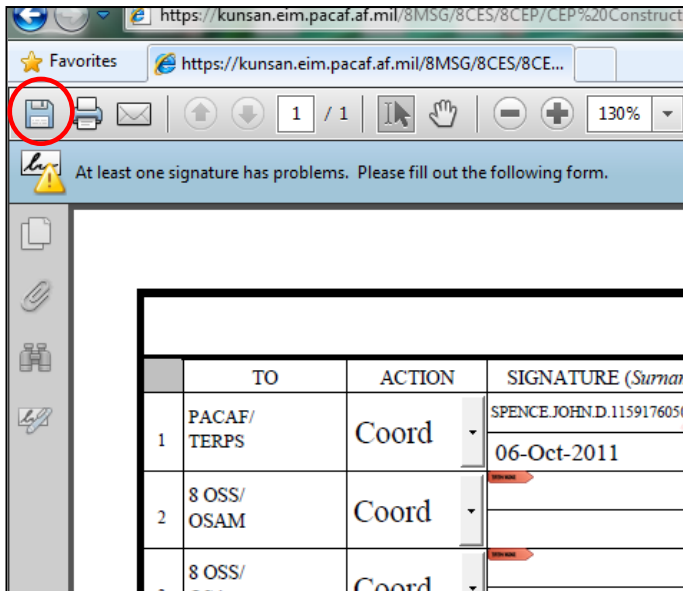 https://kunsan.eim.pacaf.af.mil/8MSG/8CES/8CEP/CEP%20Construct
Favorites
https://kunsan.eim.pacaf.af.mil/8MSG/8CES/8CE...
1 / 1
130%
At least one signature has problems. Please fill out the following form.
TO ACTION SIGNATURE (Surnam
1 PACAF/ TERPS Coord SPENCE.JOHN.D.1159176050
06-Oct-2011
2 8 OSS/ OSAM Coord
8 OSS/
Coord